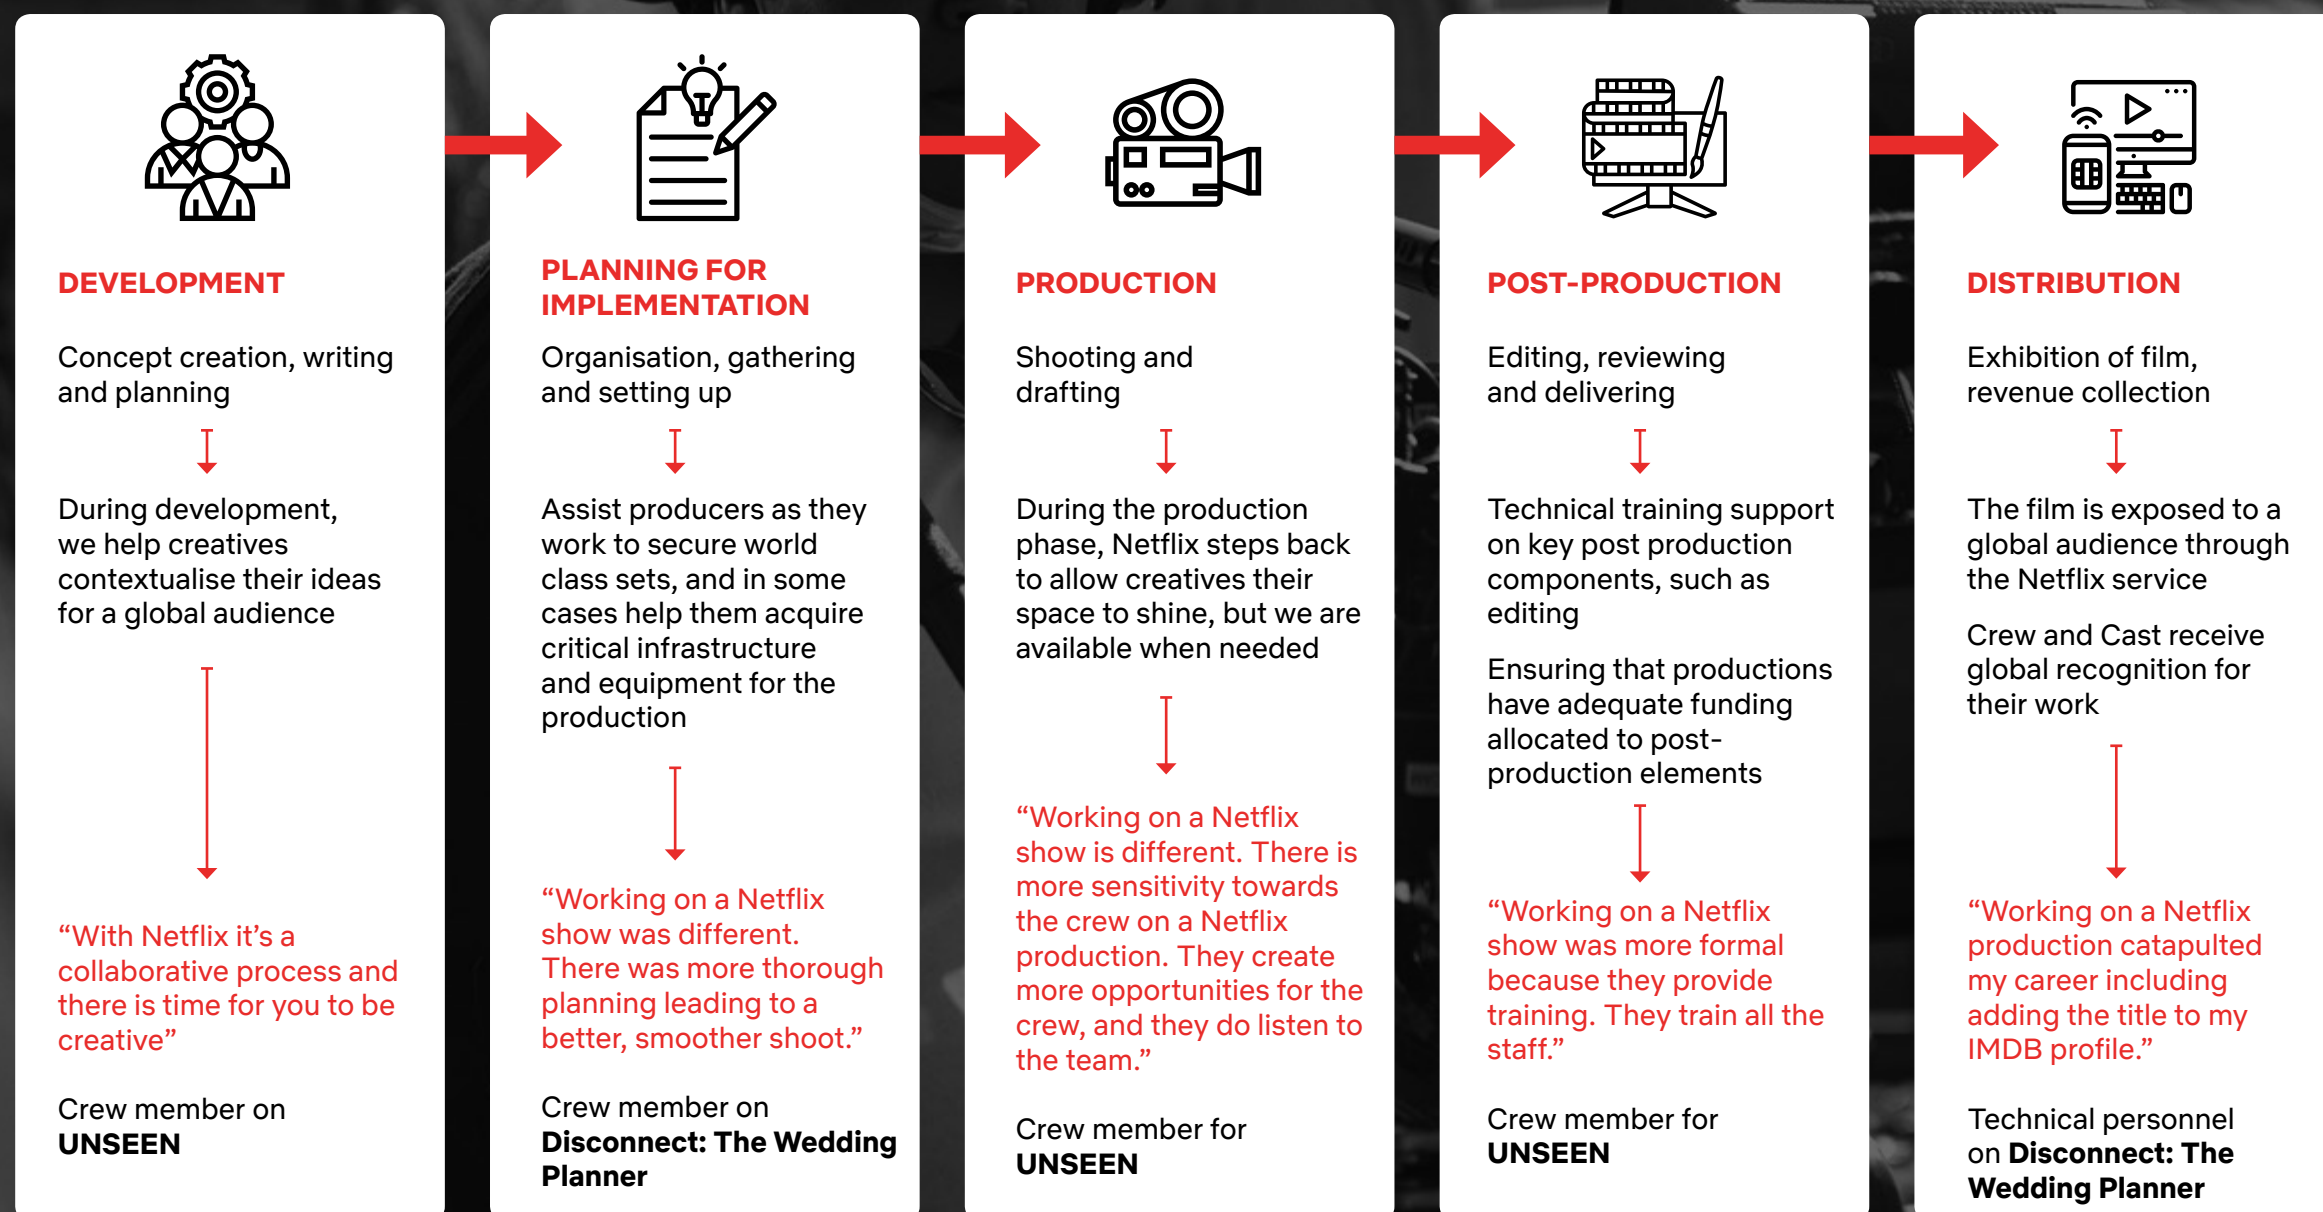 DEVELOPMENT
Concept creation, writing
and planning
During development,
we help creatives
contextualise their ideas
for a global audience
“With Netflix it’s a
collaborative process and
there is time for you to be
creative”
Crew member on
UNSEEN
PLANNING FOR
IMPLEMENTATION
Organisation, gathering
and setting up
Assist producers as they
work to secure world
class sets, and in some
cases help them acquire
critical infrastructure
and equipment for the
production
“Working on a Netflix
show was different.
There was more thorough
planning leading to a
better, smoother shoot.”
Crew member on
Disconnect: The Wedding
Planner
PRODUCTION
Shooting and
drafting
During the production
phase, Netflix steps back
to allow creatives their
space to shine, but we are
available when needed
“Working on a Netflix
show is different. There is
more sensitivity towards
the crew on a Netflix
production. They create
more opportunities for the
crew, and they do listen to
the team.”
Crew member for
UNSEEN
POST-PRODUCTION
Editing, reviewing
and delivering
Technical training support
on key post production
components, such as
editing
Ensuring that productions
have adequate funding
allocated to post-
production elements
“Working on a Netflix
show was more formal
because they provide
training. They train all the
staff.”
Crew member for
UNSEEN
DISTRIBUTION
Exhibition of film,
revenue collection
The film is exposed to a
global audience through
the Netflix service
Crew and Cast receive
global recognition for
their work
“Working on a Netflix
production catapulted
my career including
adding the title to my
IMDB profile.”
Technical personnel
on Disconnect: The
Wedding Planner